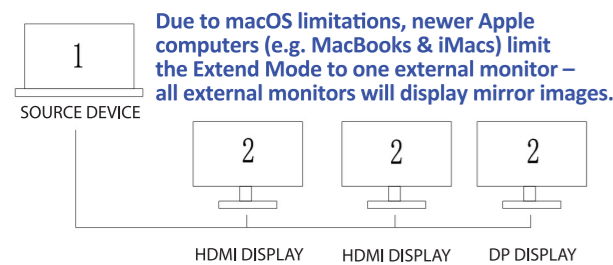 Due to macOS limitations, newer Apple
computers (e.g. MacBooks & iMacs) limit
the Extend Mode to one external monitor –
all external monitors will display mirror images.
1
SOURCE DEVICE
2 2 2
HDMI DISPLAY HDMI DISPLAY DP DISPLAY